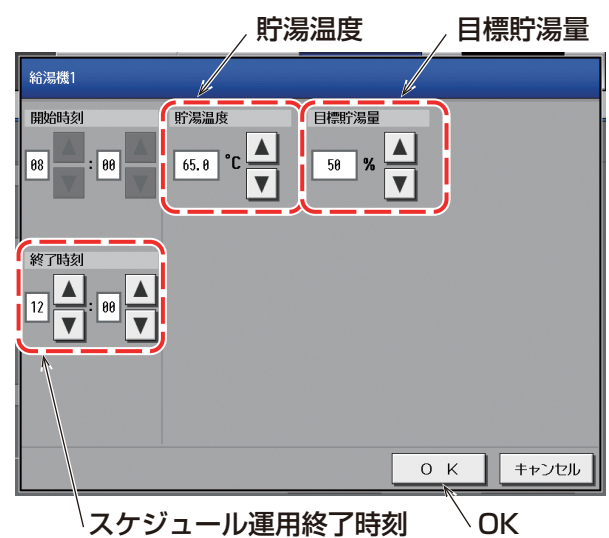 貯湯温度 目標貯湯量
給湯機1
開始時刻 貯湯温度 目標貯湯量
08 : 00 65.0 ℃ 50 %
終了時刻
12 : 00
OK キャンセル
スケジュール運用終了時刻 OK